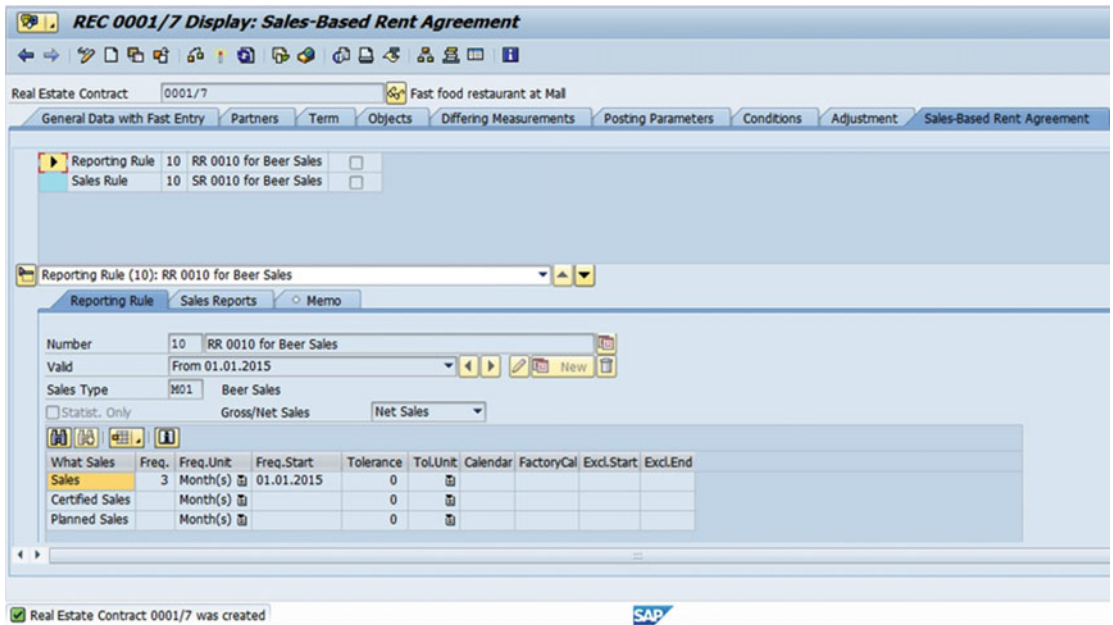 REC 0001/7 Display: Sales-Based Rent Agreement
Real Estate Contract 0001/7 Fast food restaurant at Mall
General Data with Fast Entry Partners Term Objects Differing Measurements Posting Parameters Conditions Adjustment Sales-Based Rent Agreement
Reporting Rule 10 RR 0010 for Beer Sales
Sales Rule 10 SR 0010 for Beer Sales
Reporting Rule (10): RR 0010 for Beer Sales
Reporting Rule Sales Reports Memo
Number 10 RR 0010 for Beer Sales
Valid From 01.01.2015 New
Sales Type M01 Beer Sales
Statist. Only Gross/Net Sales Net Sales
What Sales Freq. Freq.Unit Freq.Start Tolerance Tol.Unit Calendar FactoryCal Excl.Start Excl.End
Sales 3 Month(s) 01.01.2015 0
Certified Sales Month(s) 0
Planned Sales Month(s) 0
Real Estate Contract 0001/7 was created SAP